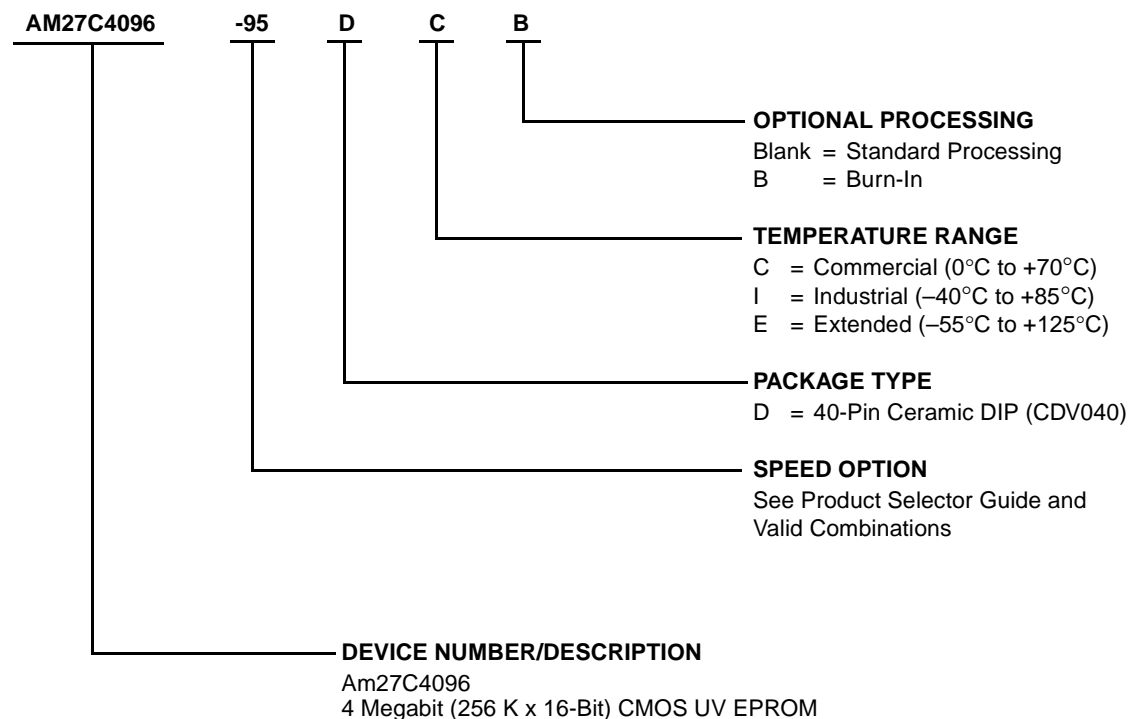 AM27C4096 -95 D C B
OPTIONAL PROCESSING
Blank = Standard Processing
B = Burn-In
TEMPERATURE RANGE
C = Commercial (0°C to +70°C)
I = Industrial (–40°C to +85°C)
E = Extended (–55°C to +125°C)
PACKAGE TYPE
D = 40-Pin Ceramic DIP (CDV040)
SPEED OPTION
See Product Selector Guide and
Valid Combinations
DEVICE NUMBER/DESCRIPTION
Am27C4096
4 Megabit (256 K x 16-Bit) CMOS UV EPROM